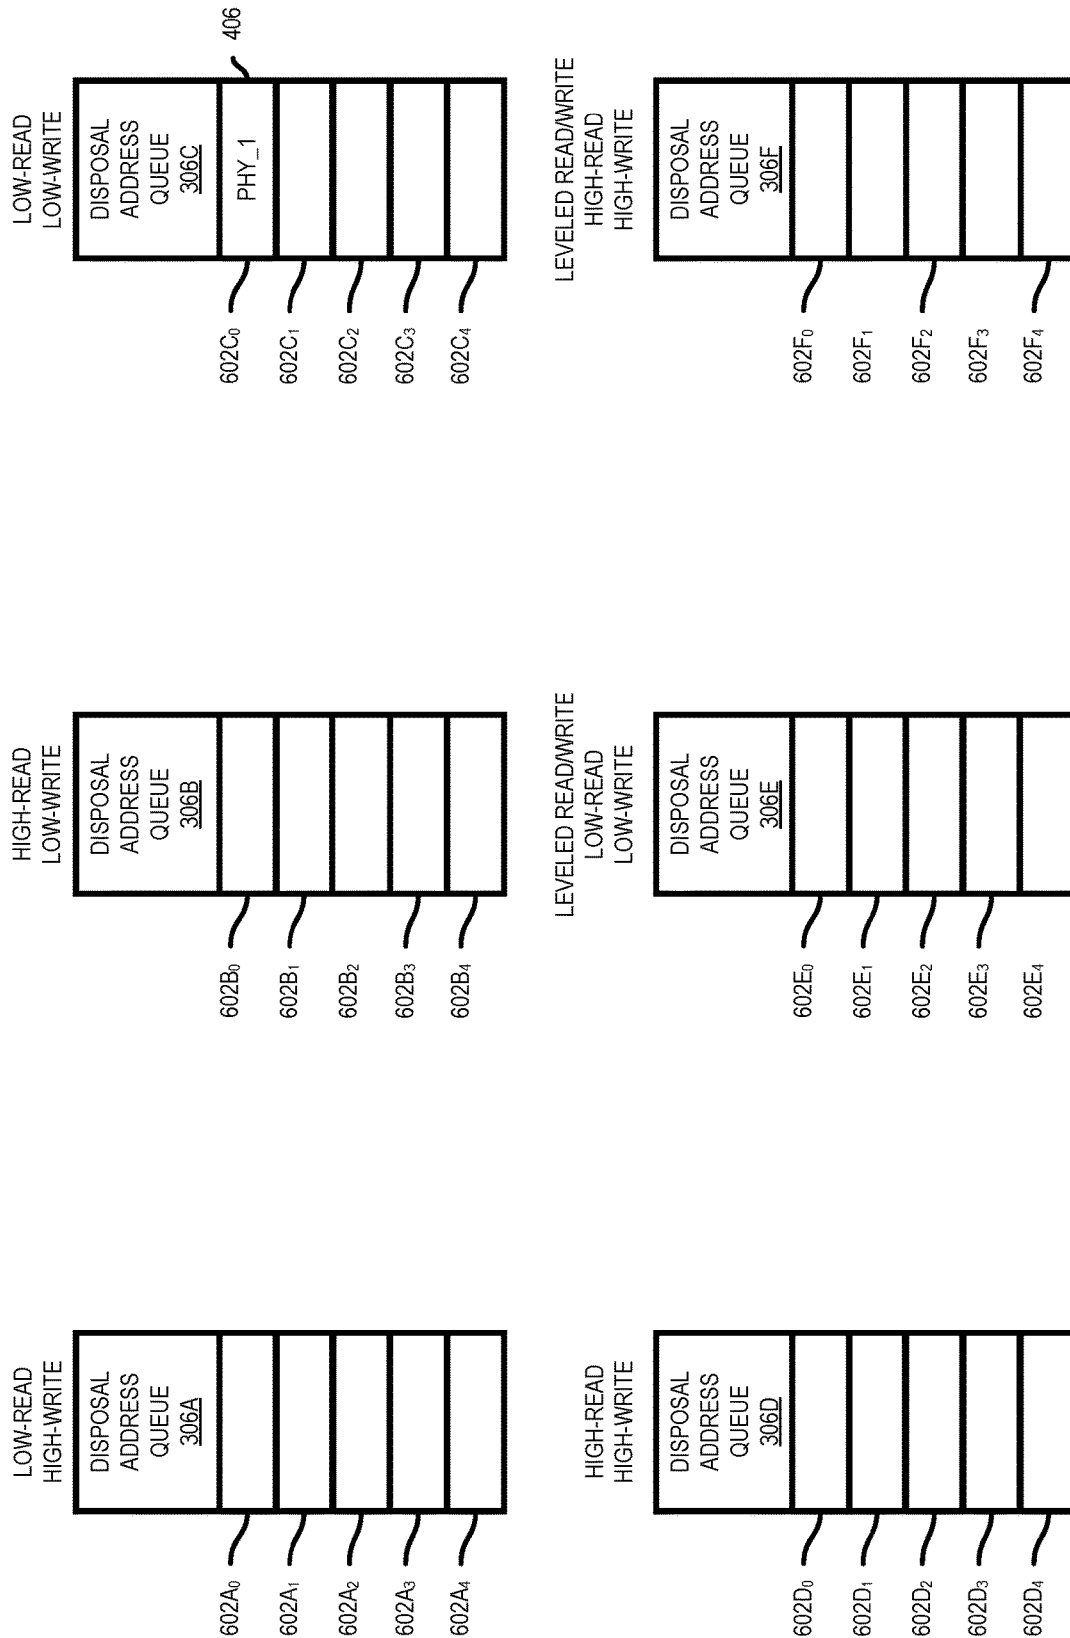 LOW-READ
HIGH-WRITE
DISPOSAL
ADDRESS
QUEUE
306A
602A0
602A1
602A2
602A3
602A4
HIGH-READ
LOW-WRITE
DISPOSAL
ADDRESS
QUEUE
306B
602B0
602B1
602B2
602B3
602B4
LOW-READ
LOW-WRITE
DISPOSAL
ADDRESS
QUEUE
306C
PHY_1
406
602C0
602C1
602C2
602C3
602C4
HIGH-READ
HIGH-WRITE
DISPOSAL
ADDRESS
QUEUE
306D
602D0
602D1
602D2
602D3
602D4
LEVELED READ/WRITE
LOW-READ
LOW-WRITE
DISPOSAL
ADDRESS
QUEUE
306E
602E0
602E1
602E2
602E3
602E4
LEVELED READ/WRITE
HIGH-READ
HIGH-WRITE
DISPOSAL
ADDRESS
QUEUE
306F
602F0
602F1
602F2
602F3
602F4